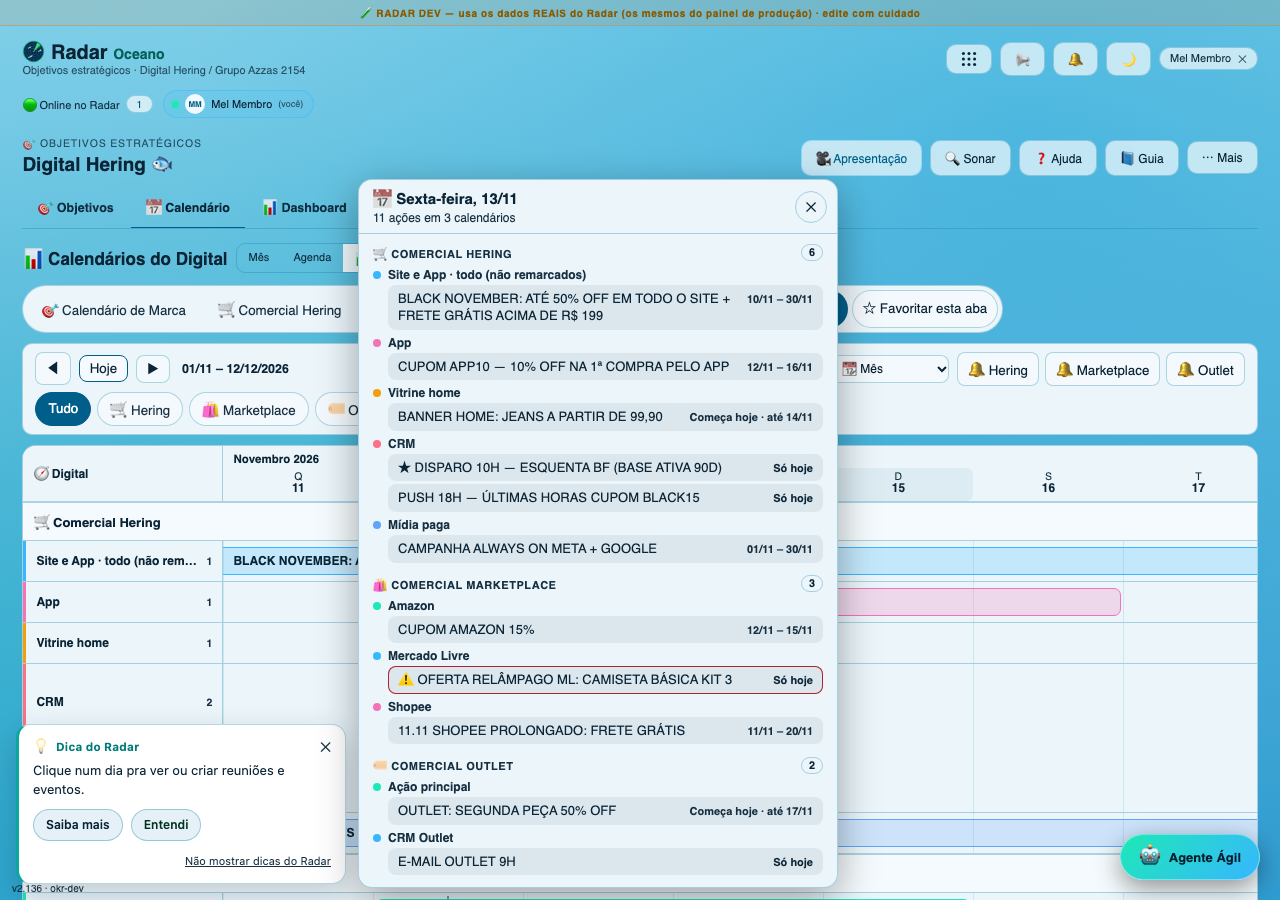 RADAR DEV — usa os dados REAIS do Radar (os mesmos do painel de produção) · edite com cuidado
Radar Oceano
Objetivos estratégicos · Digital Hering / Grupo Azzas 2154
Mel Membro ×
Online no Radar 1
MM Mel Membro (você)
OBJETIVOS ESTRATÉGICOS
Digital Hering
Apresentação
Sonar
Ajuda
Guia
··· Mais
Objetivos
Calendário
Dashboard
Calendários do Digital
Mês
Agenda
Calendário de Marca
Comercial Hering
☆ Favoritar esta aba
◀ Hoje ▶ 01/11 – 12/12/2026
Mês
Hering
Marketplace
Outlet
Tudo
Hering
Marketplace
O
Digital
Novembro 2026
Q
11
D
15
S
16
T
17
Comercial Hering
Site e App · todo (não rem... 1
BLACK NOVEMBER: A
App 1
Vitrine home 1
CRM 2
S
Sexta-feira, 13/11
11 ações em 3 calendários
×
COMERCIAL HERING 6
Site e App · todo (não remarcados)
BLACK NOVEMBER: ATÉ 50% OFF EM TODO O SITE + 10/11 – 30/11
FRETE GRÁTIS ACIMA DE R$ 199
App
CUPOM APP10 — 10% OFF NA 1ª COMPRA PELO APP 12/11 – 16/11
Vitrine home
BANNER HOME: JEANS A PARTIR DE 99,90 Começa hoje · até 14/11
CRM
★ DISPARO 10H — ESQUENTA BF (BASE ATIVA 90D) Só hoje
PUSH 18H — ÚLTIMAS HORAS CUPOM BLACK15 Só hoje
Mídia paga
CAMPANHA ALWAYS ON META + GOOGLE 01/11 – 30/11
COMERCIAL MARKETPLACE 3
Amazon
CUPOM AMAZON 15% 12/11 – 15/11
Mercado Livre
⚠️ OFERTA RELÂMPAGO ML: CAMISETA BÁSICA KIT 3 Só hoje
Shopee
11.11 SHOPEE PROLONGADO: FRETE GRÁTIS 11/11 – 20/11
COMERCIAL OUTLET 2
Ação principal
OUTLET: SEGUNDA PEÇA 50% OFF Começa hoje · até 17/11
CRM Outlet
E-MAIL OUTLET 9H Só hoje
Dica do Radar ×
Clique num dia pra ver ou criar reuniões e
eventos.
Saiba mais
Entendi
Não mostrar dicas do Radar
v2.136 · okr-dev
Agente Ágil